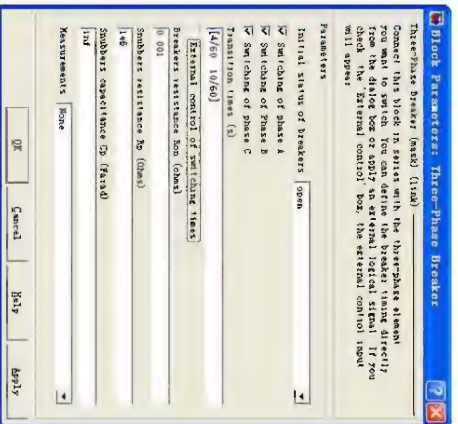 Block Parameters: Three-Phase Breaker
Three-Phase Breaker (mask) (link)
Connect this block in series with the three-phase element
you want to switch You can define the breaker timing directly
from the dialog box or apply an external logical signal If you
check the 'External control' box, the external control input
will appear
Parameters
Initial status of breakers open
Switching of phase A
Switching of Phase B
Switching of phase C
Transition times (s)
[4/60 10/60]
External control of switching times
Breakers resistance Ron (ohms)
0 001
Snubbers resistance Rp (Ohms)
1e6
Snubbers capacitance Cp (Farad)
inf
Measurements None
OK
Cancel
Help
Apply